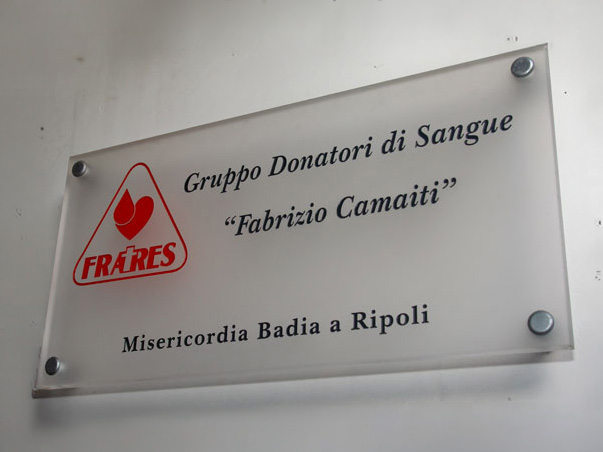 Gruppo Donatori di Sangue
“Fabrizio Camaiti”
FRATRES
Misericordia Badia a Ripoli